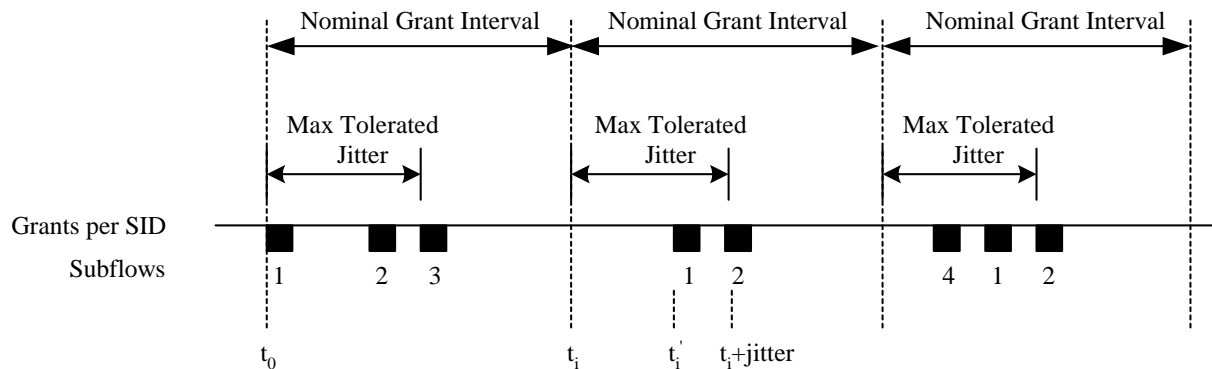 Nominal Grant Interval Nominal Grant Interval Nominal Grant Interval
Max Tolerated Jitter
Max Tolerated Jitter
Max Tolerated Jitter
Grants per SID
Subflows
1 2 3 1 2 4 1 2
t0 ti ti' ti+jitter